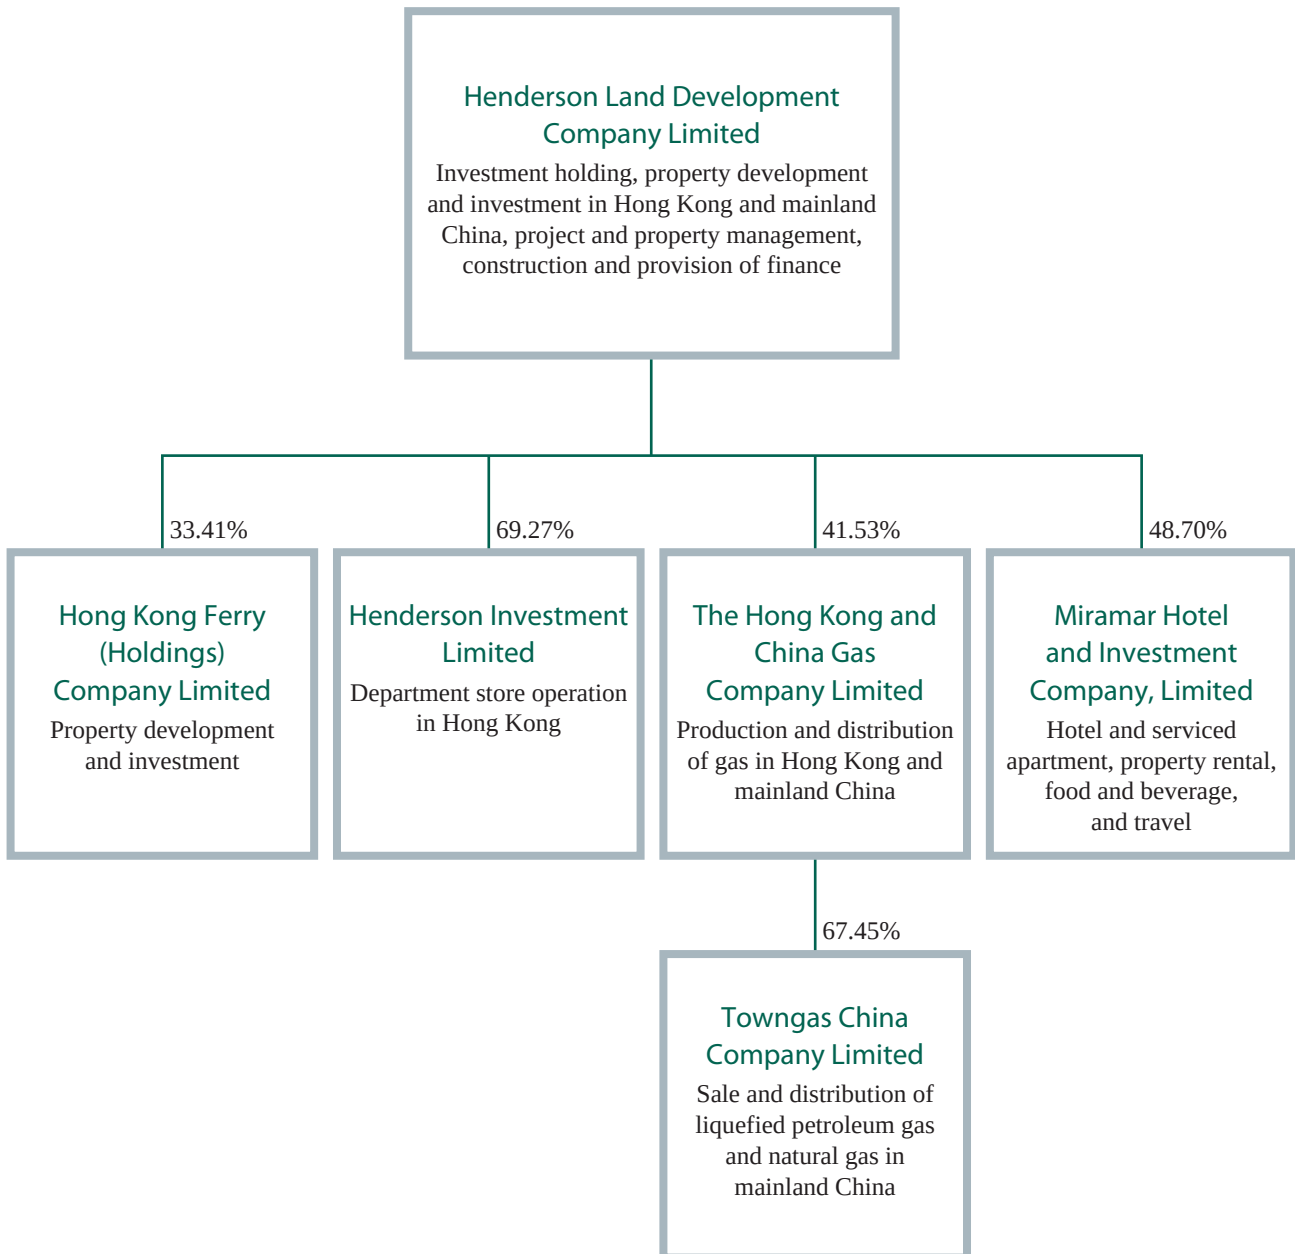 Henderson Land Development
Company Limited
Investment holding, property development
and investment in Hong Kong and mainland
China, project and property management,
construction and provision of finance
33.41%
69.27%
41.53%
48.70%
Hong Kong Ferry
(Holdings)
Company Limited
Property development
and investment
Henderson Investment
Limited
Department store operation
in Hong Kong
The Hong Kong and
China Gas
Company Limited
Production and distribution
of gas in Hong Kong and
mainland China
Miramar Hotel
and Investment
Company, Limited
Hotel and serviced
apartment, property rental,
food and beverage,
and travel
67.45%
Towngas China
Company Limited
Sale and distribution of
liquefied petroleum gas
and natural gas in
mainland China